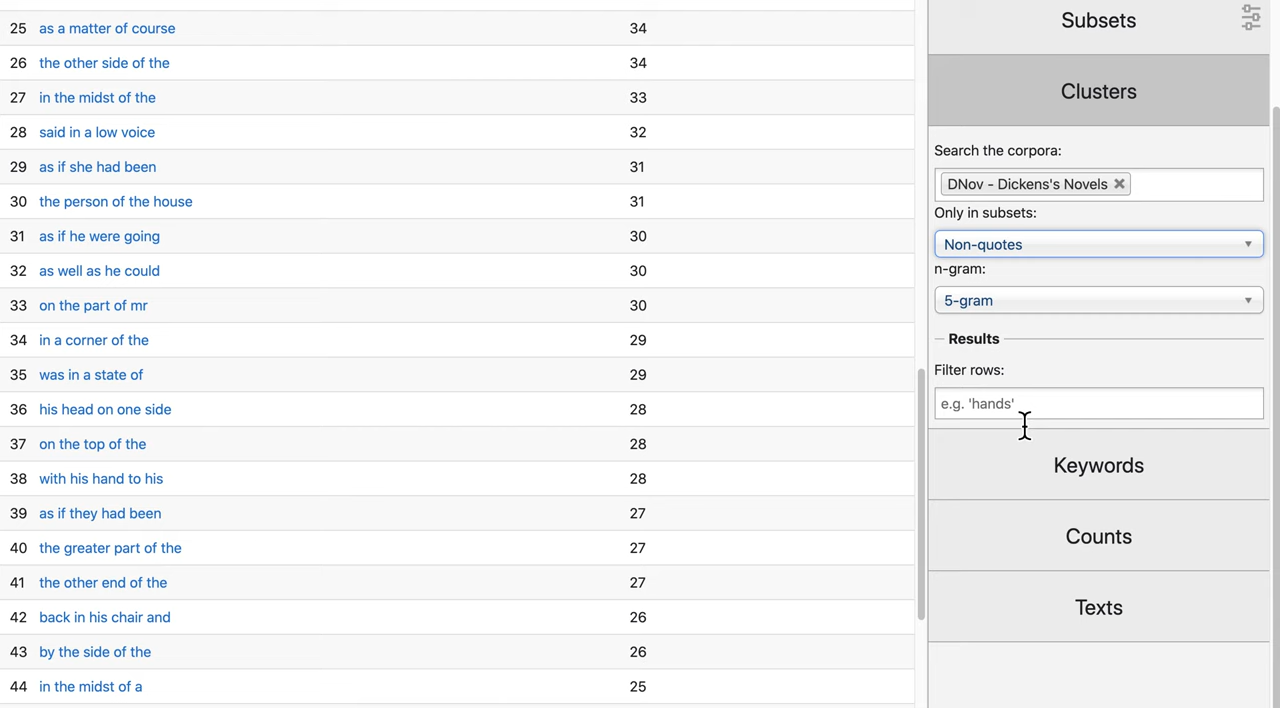 25 as a matter of course 34
26 the other side of the 34
27 in the midst of the 33
28 said in a low voice 32
29 as if she had been 31
30 the person of the house 31
31 as if he were going 30
32 as well as he could 30
33 on the part of mr 30
34 in a corner of the 29
35 was in a state of 29
36 his head on one side 28
37 on the top of the 28
38 with his hand to his 28
39 as if they had been 27
40 the greater part of the 27
41 the other end of the 27
42 back in his chair and 26
43 by the side of the 26
44 in the midst of a 25
Subsets
Clusters
Search the corpora:
DNov - Dickens's Novels
Only in subsets:
Non-quotes
n-gram:
5-gram
Results
Filter rows:
e.g. 'hands'
Keywords
Counts
Texts